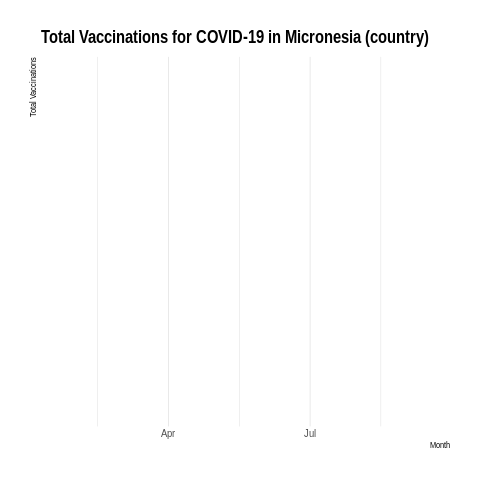 Total Vaccinations for COVID-19 in Micronesia (country)
Total Vaccinations
Apr
Jul
Month